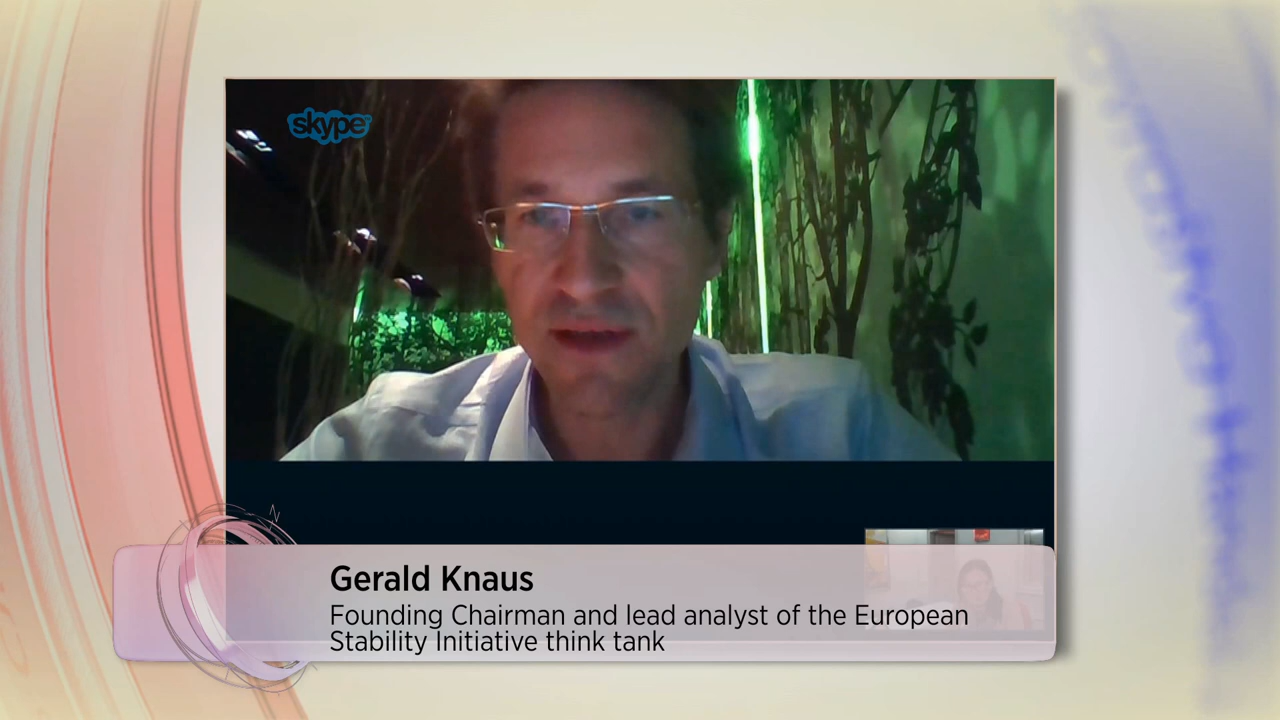 skype
Gerald Knaus
Founding Chairman and lead analyst of the European
Stability Initiative think tank